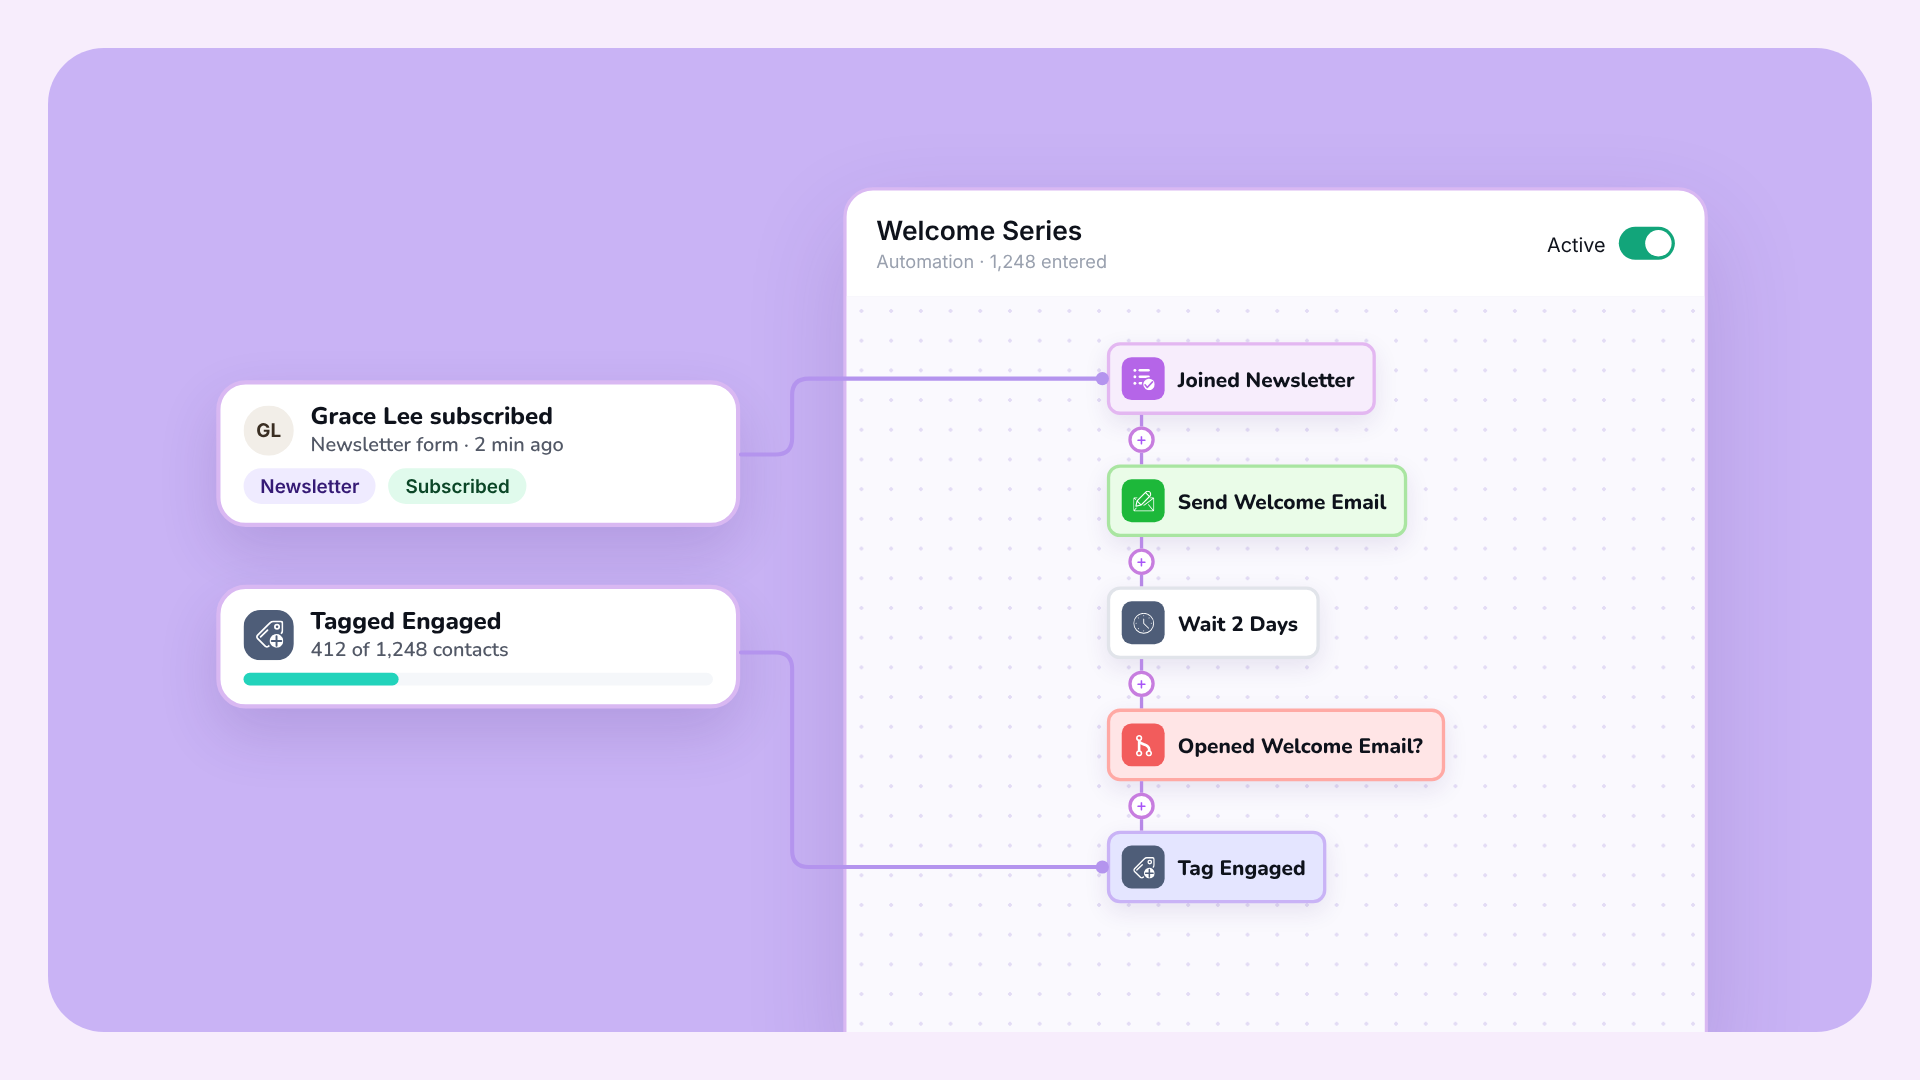 Welcome Series
Automation · 1,248 entered
Active
Grace Lee subscribed
GL
Newsletter form · 2 min ago
Newsletter
Subscribed
Tagged Engaged
412 of 1,248 contacts
Joined Newsletter
Send Welcome Email
Wait 2 Days
Opened Welcome Email?
Tag Engaged